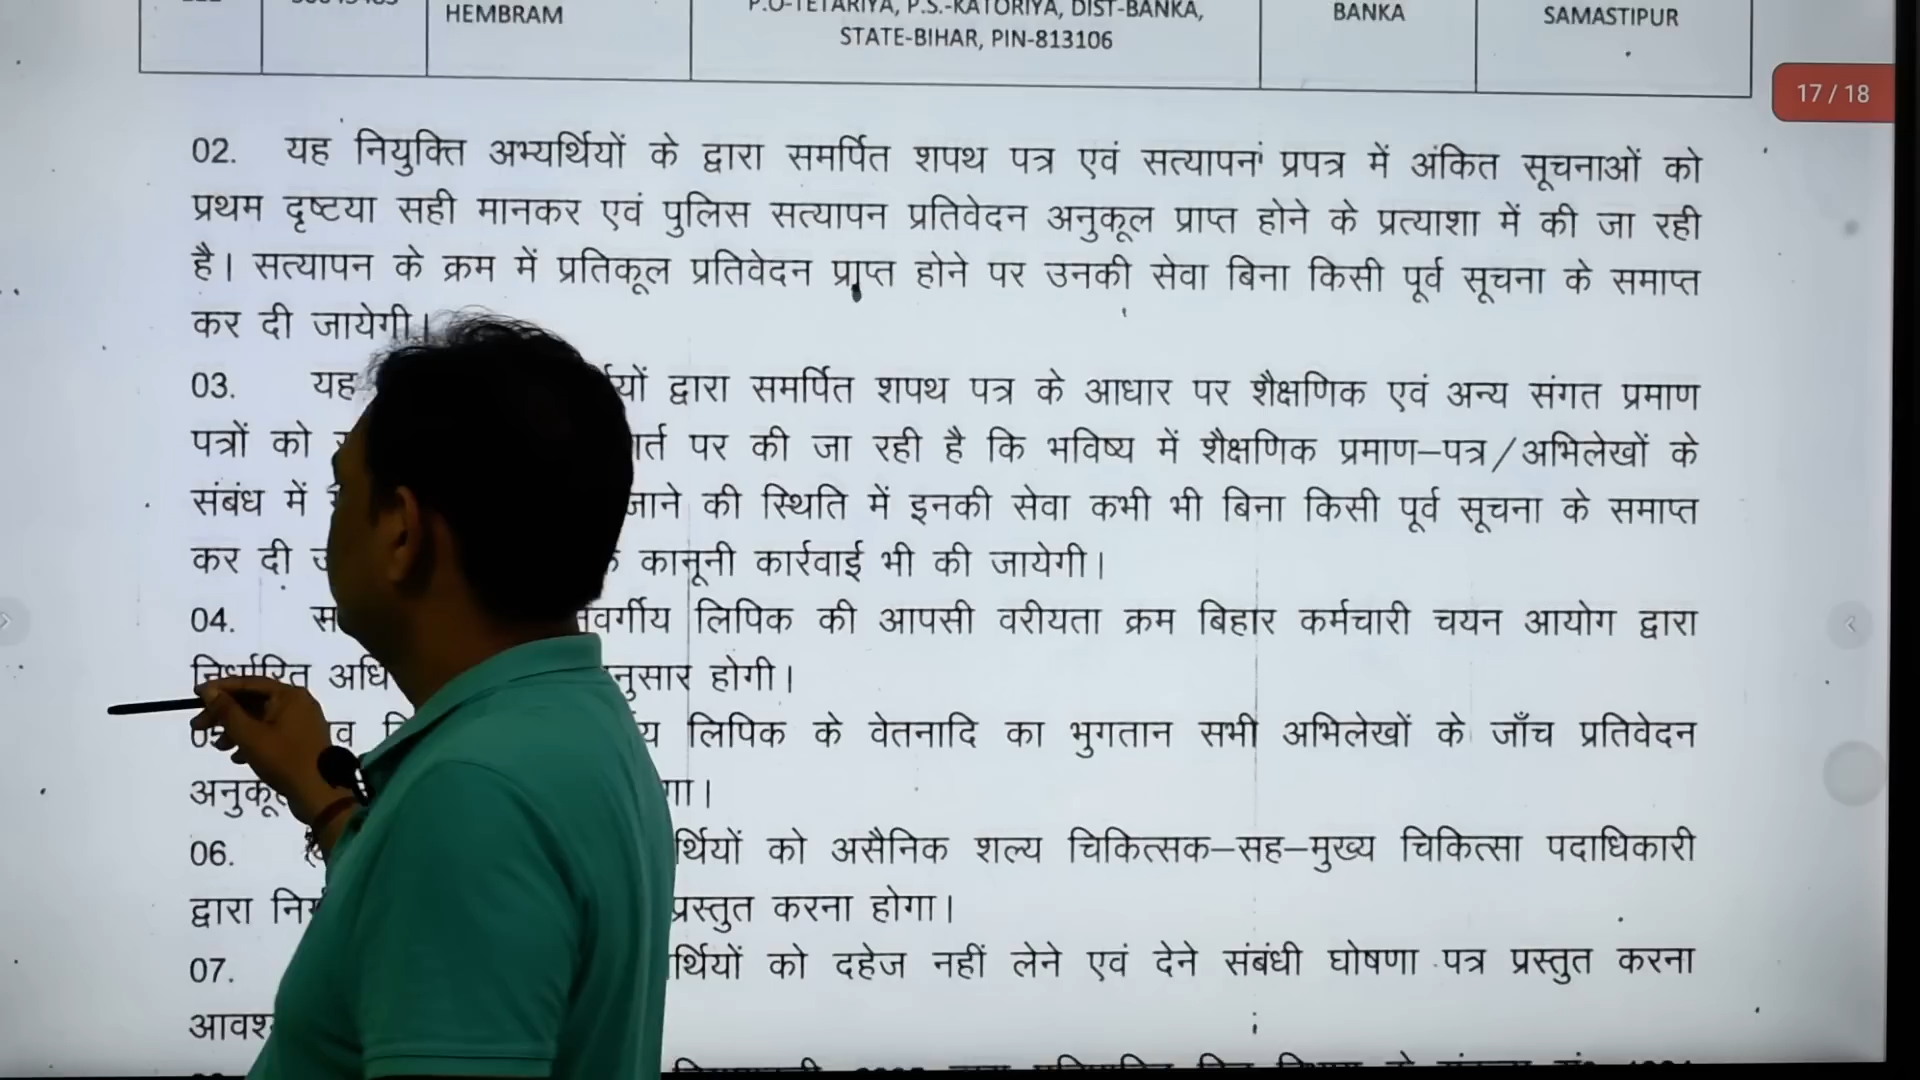 HEMBRAM P.O-TETARIYA, P.S.-KATORIYA, DIST-BANKA, BANKA SAMASTIPUR
STATE-BIHAR, PIN-813106
17 / 18
02. यह नियुक्ति अभ्यर्थियों के द्वारा समर्पित शपथ पत्र एवं सत्यापन प्रपत्र में अंकित सूचनाओं को
प्रथम दृष्टया सही मानकर एवं पुलिस सत्यापन प्रतिवेदन अनुकूल प्राप्त होने के प्रत्याशा में की जा रही
है। सत्यापन के क्रम में प्रतिकूल प्रतिवेदन प्राप्त होने पर उनकी सेवा बिना किसी पूर्व सूचना के समाप्त
कर दी जायेगी।
03. यह द्वारा समर्पित शपथ पत्र के आधार पर शैक्षणिक एवं अन्य संगत प्रमाण
पत्रों को पर की जा रही है कि भविष्य में शैक्षणिक प्रमाण–पत्र/अभिलेखों के
संबंध में जाने की स्थिति में इनकी सेवा कभी भी बिना किसी पूर्व सूचना के समाप्त
कर दी कानूनी कार्रवाई भी की जायेगी।
04. लिपिक की आपसी वरीयता क्रम बिहार कर्मचारी चयन आयोग द्वारा
निर्धारित होगी।
लिपिक के वेतनादि का भुगतान सभी अभिलेखों के जाँच प्रतिवेदन
06. को असैनिक शल्य चिकित्सक–सह–मुख्य चिकित्सा पदाधिकारी
द्वारा प्रस्तुत करना होगा।
07. को दहेज नहीं लेने एवं देने संबंधी घोषणा पत्र प्रस्तुत करना